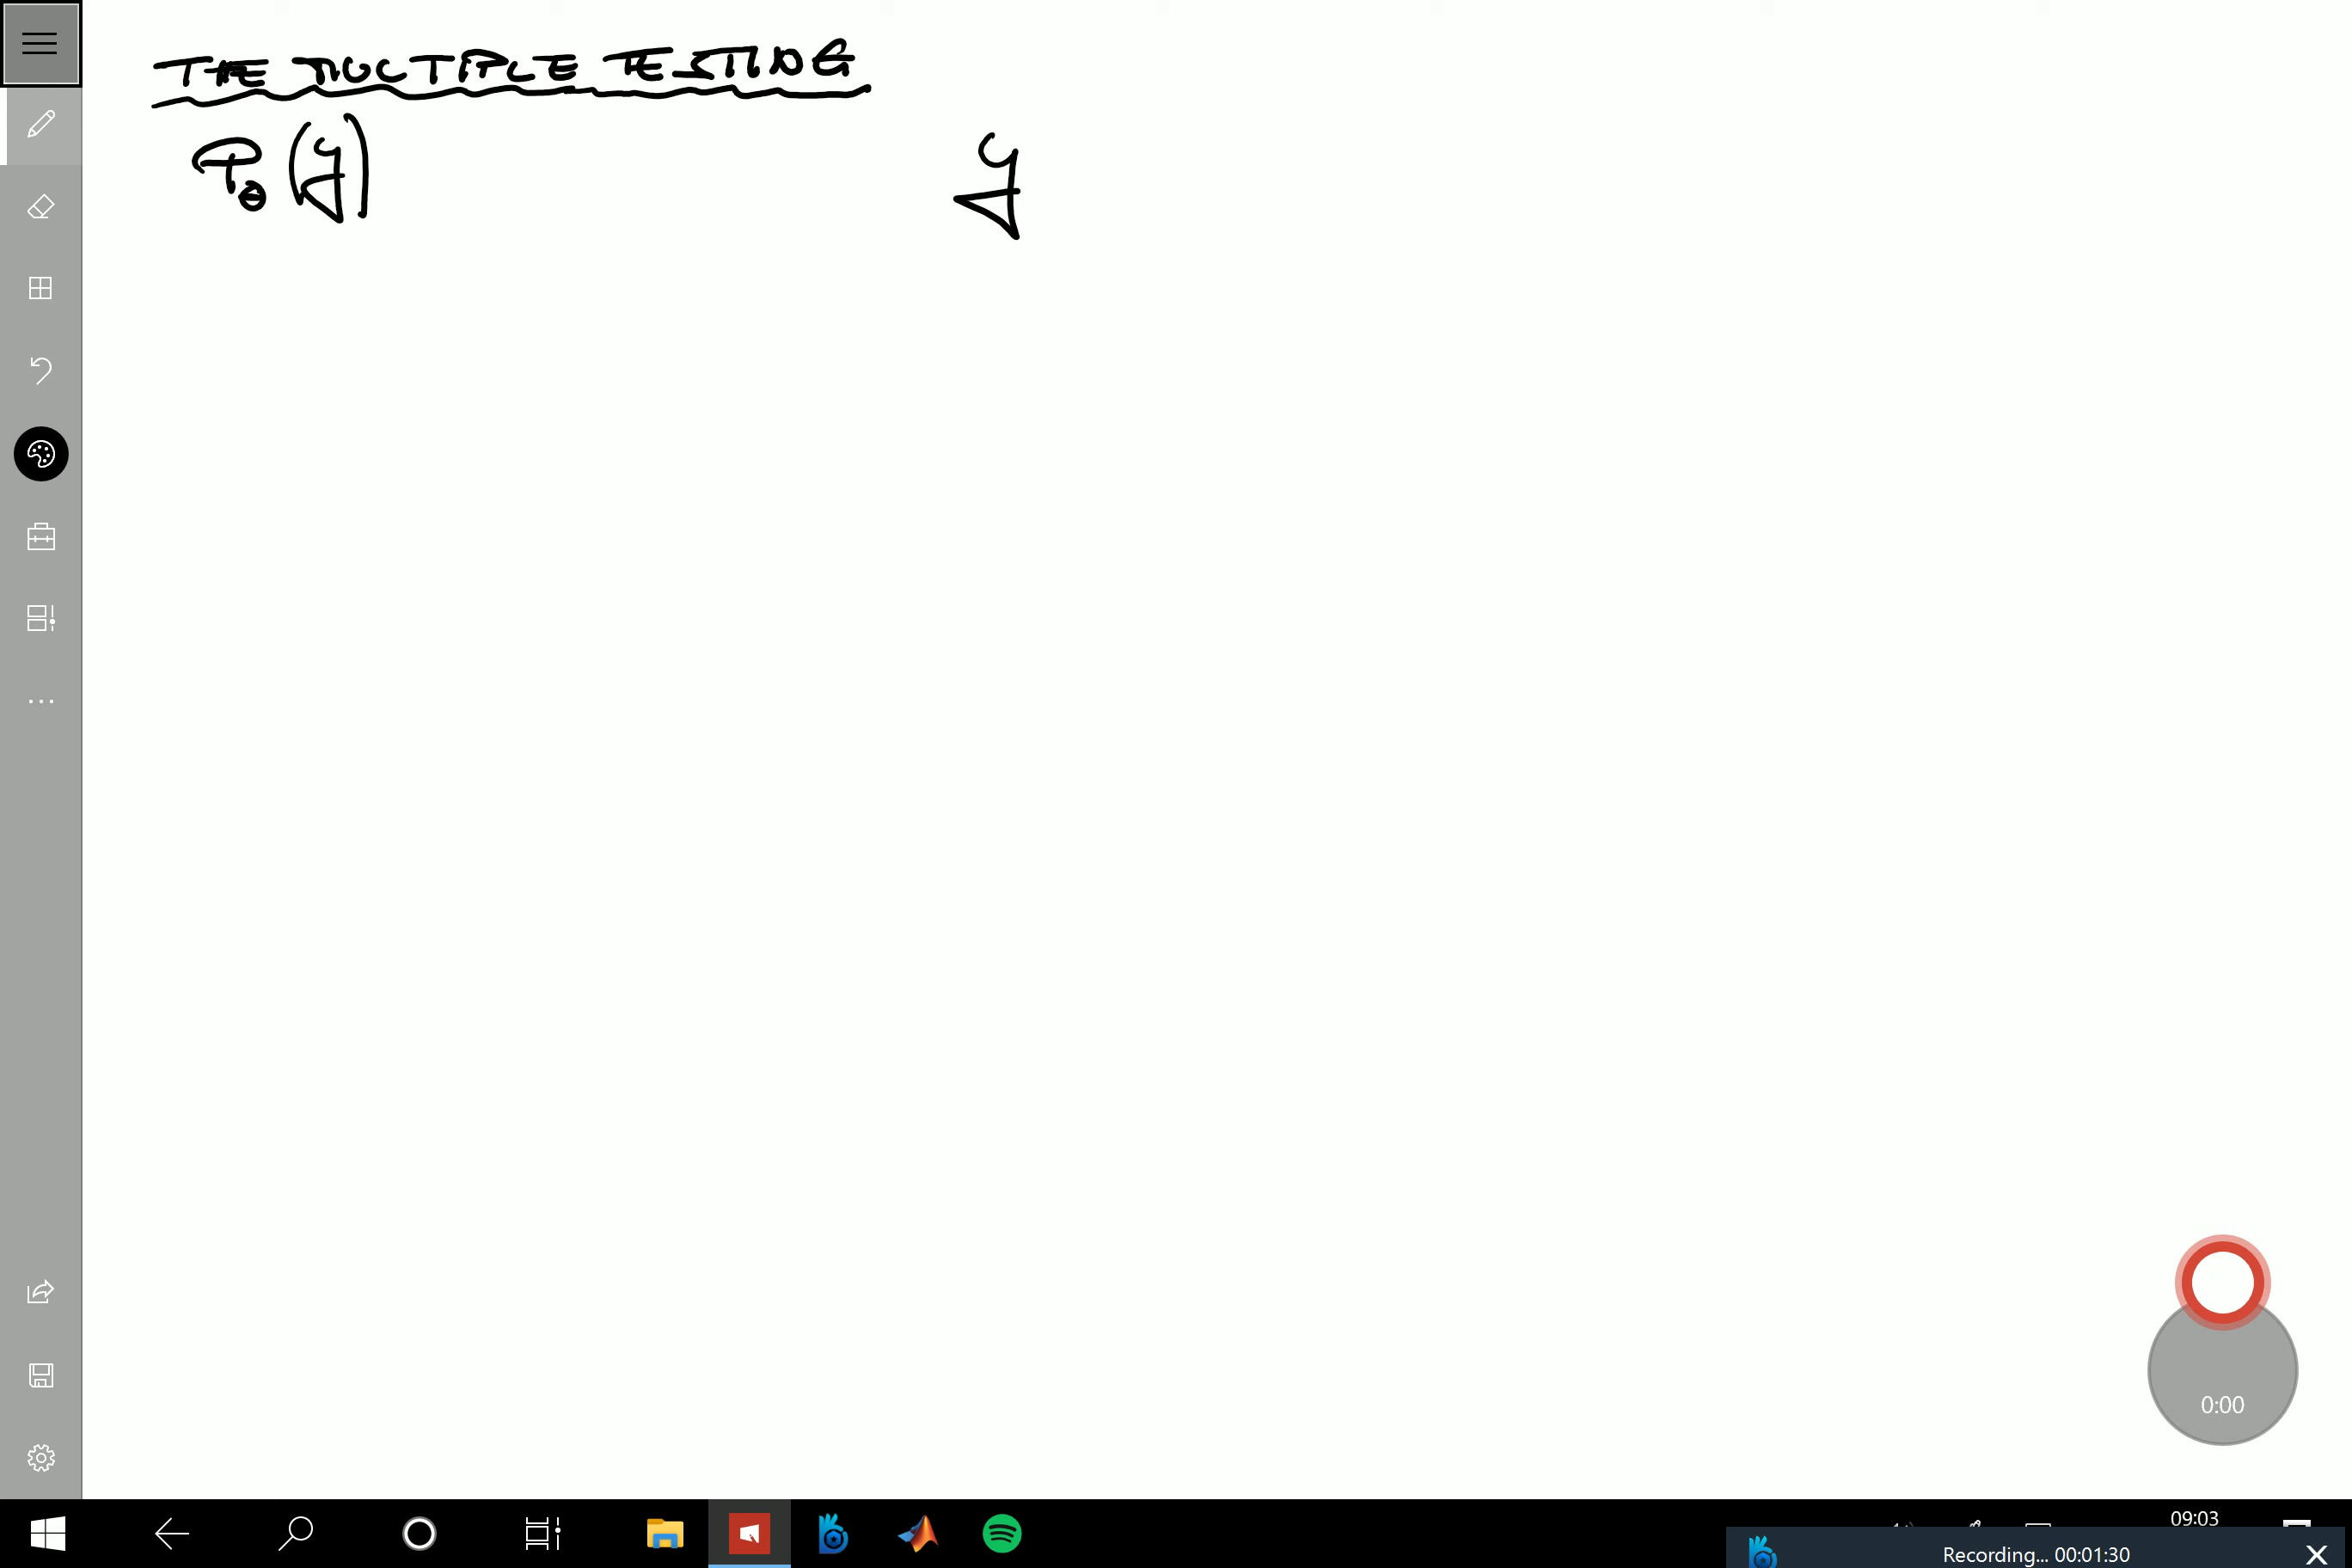 THE MULTIPLE TESTING
P_θ(y) y
0:00
09:03
Recording... 00:01:30